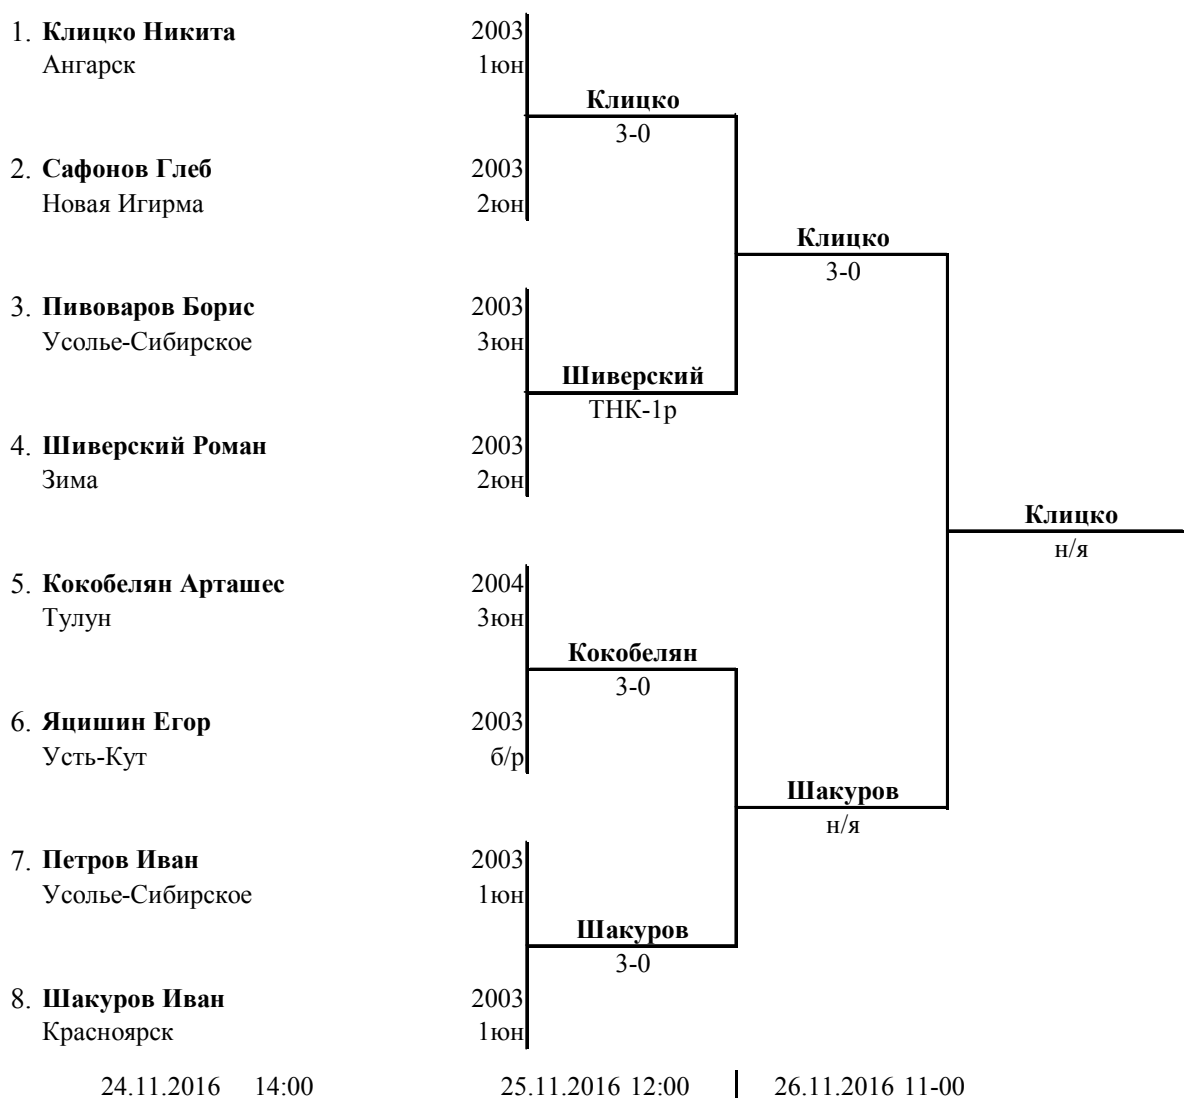 1. Клицко Никита 2003
Ангарск 1юн
Клицко
3-0
2. Сафонов Глеб 2003
Новая Игирма 2юн
Клицко
3-0
3. Пивоваров Борис 2003
Усолье-Сибирское 3юн
Шиверский
ТНК-1р
4. Шиверский Роман 2003
Зима 2юн
Клицко
н/я
5. Кокобелян Арташес 2004
Тулун 3юн
Кокобелян
3-0
6. Яцишин Егор 2003
Усть-Кут б/р
Шакуров
н/я
7. Петров Иван 2003
Усолье-Сибирское 1юн
Шакуров
3-0
8. Шакуров Иван 2003
Красноярск 1юн
24.11.2016 14:00 25.11.2016 12:00 26.11.2016 11-00